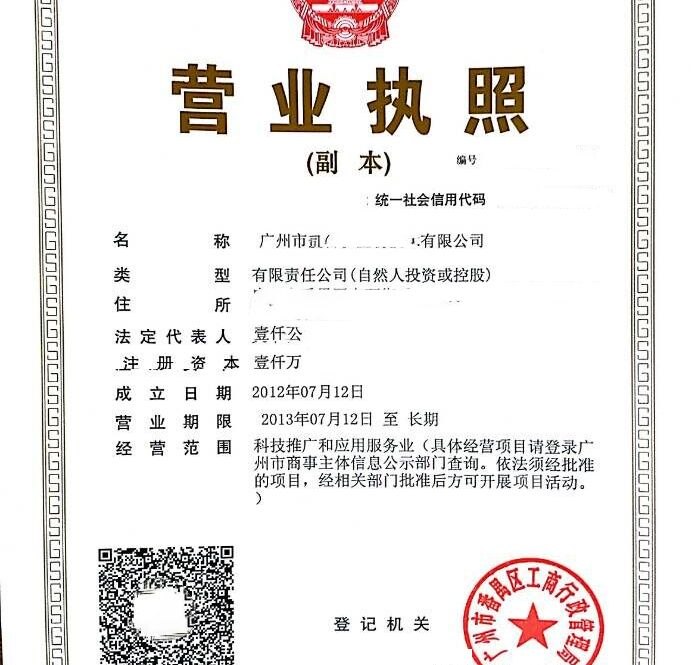 营业执照
(副 本)
编号
统一社会信用代码
名 称 广州市 有限公司
类 型 有限责任公司(自然人投资或控股)
住 所
法定代表人 壹仟公
注册资本 壹仟万
成立日期 2012年07月12日
营业期限 2013年07月12日 至 长期
经营范围 科技推广和应用服务业（具体经营项目请登录广
州市商事主体信息公示部门查询。依法须经批准
的项目，经相关部门批准后方可开展项目活动。
）
登记机关
广州市番禺区工商行政管理局